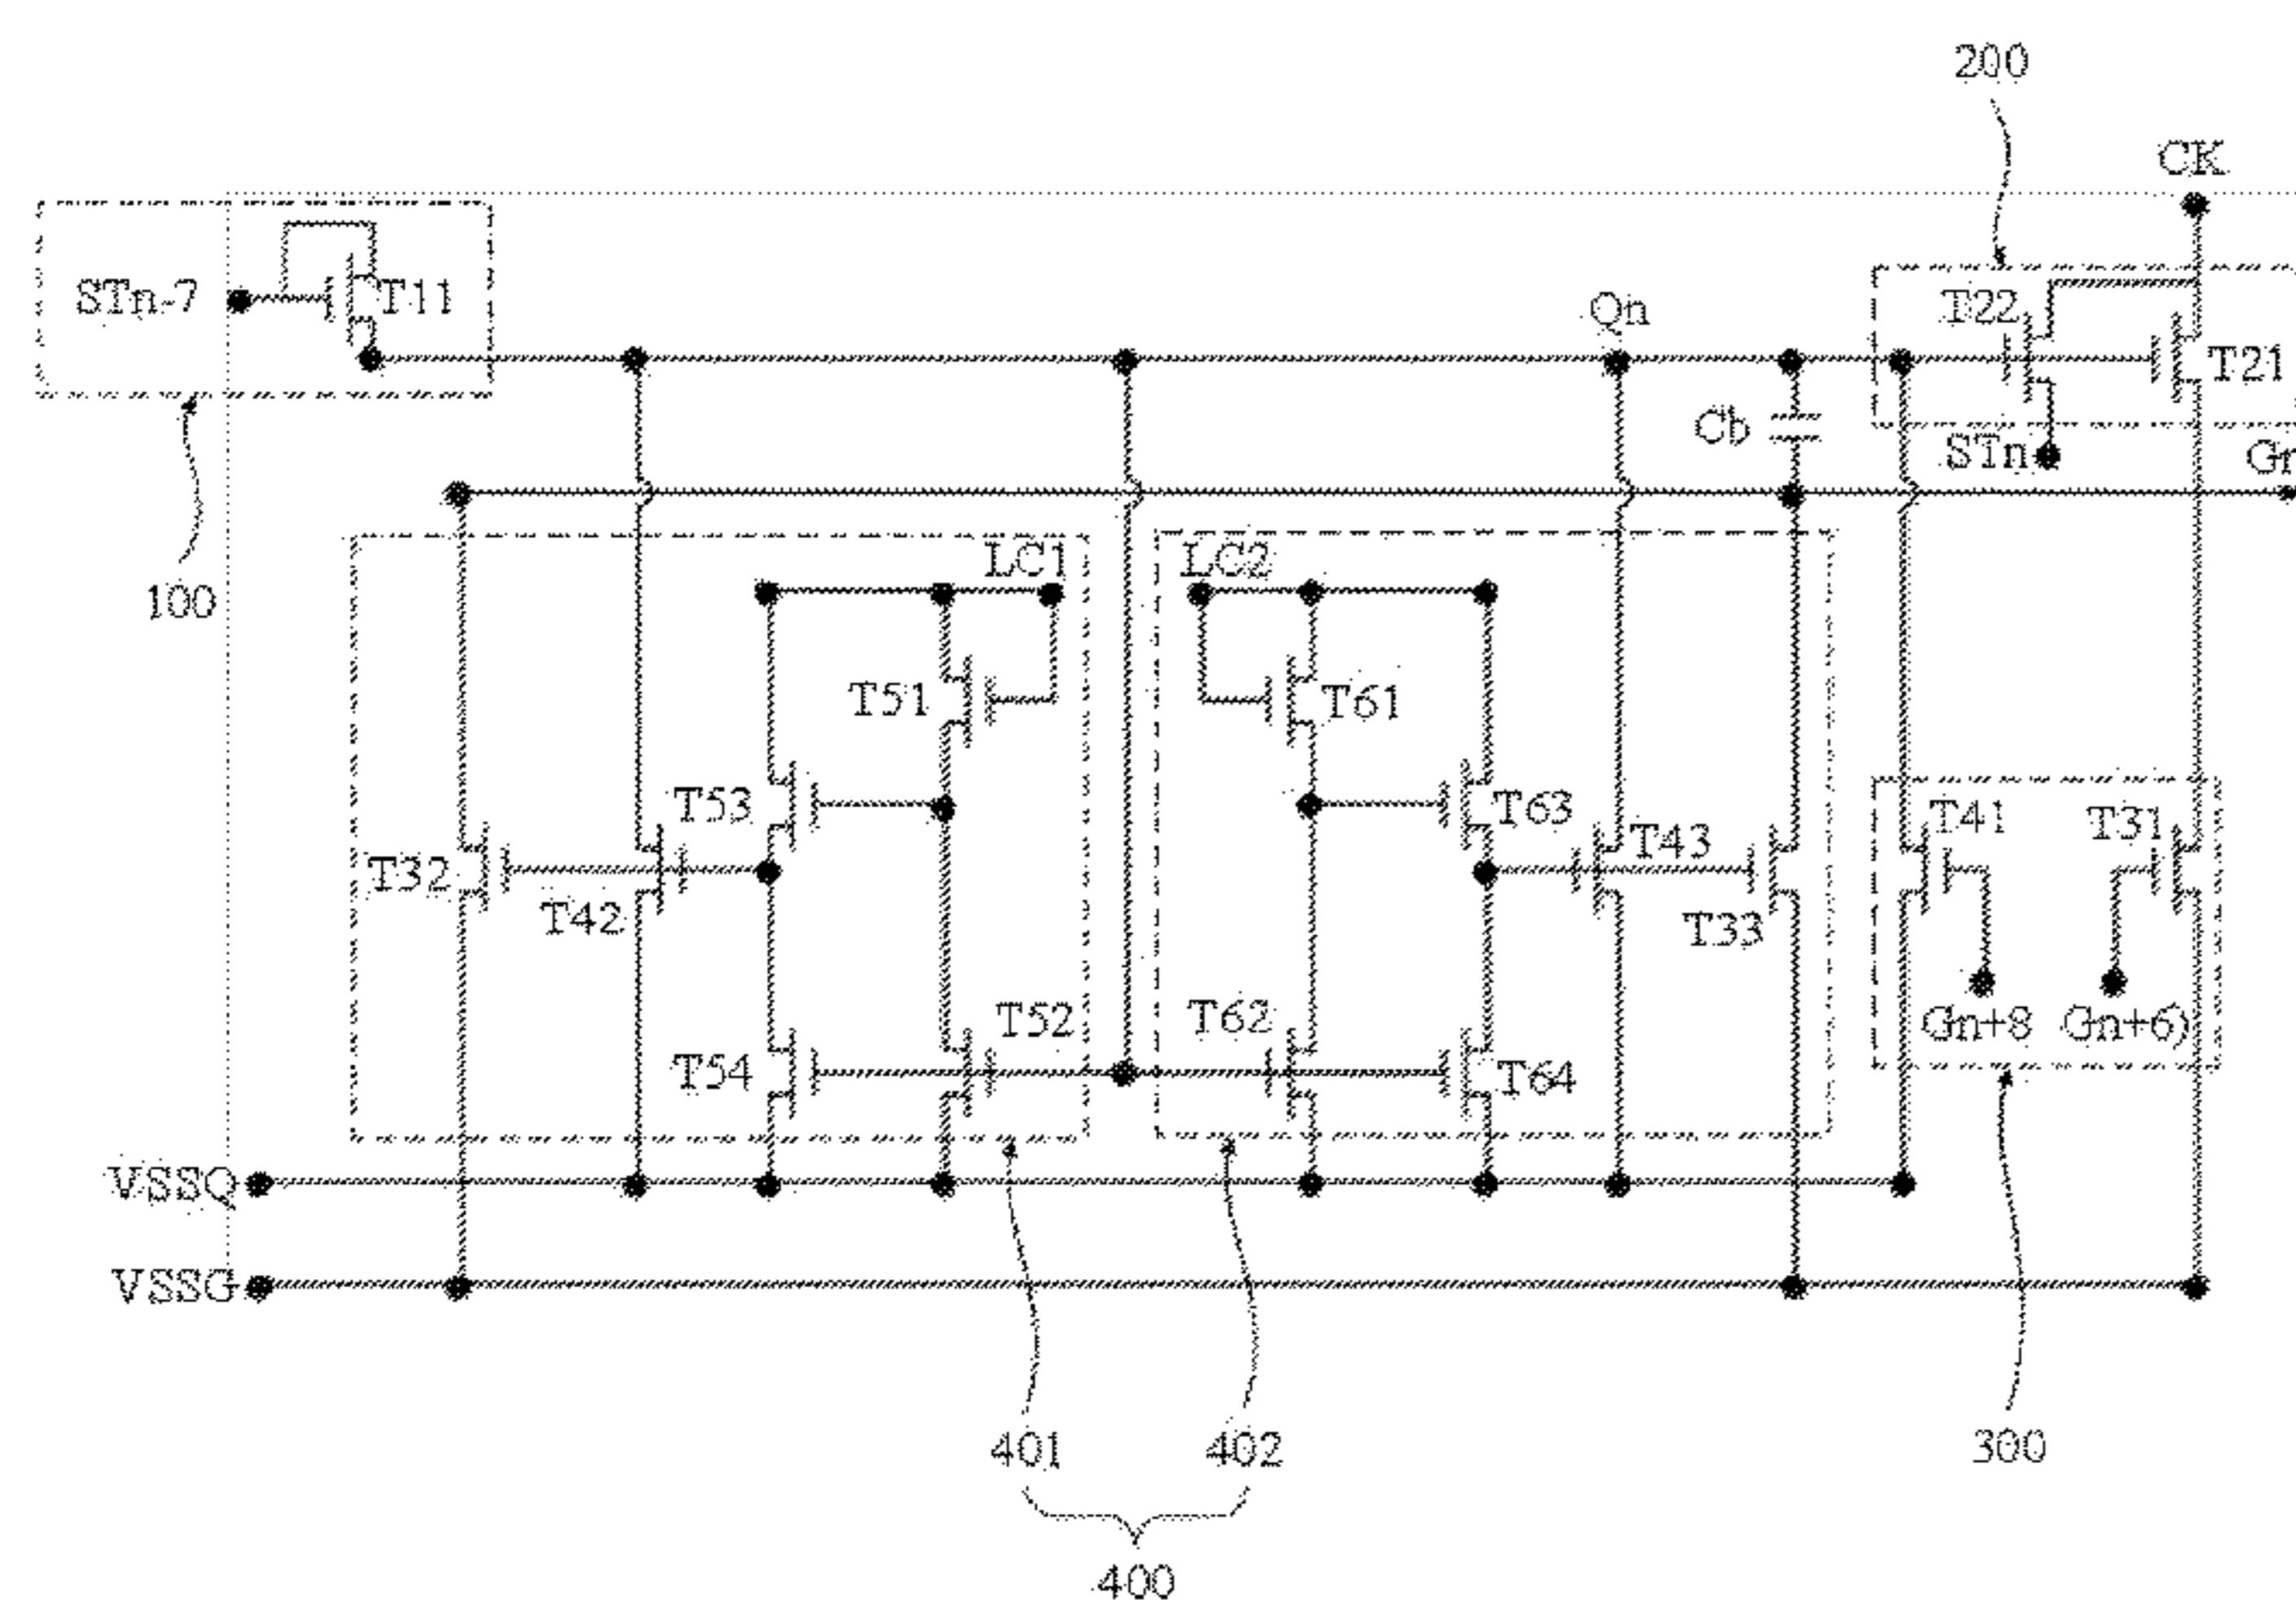 200
CK
STn-7
T11
Qn
T22
T21
Cb
STn
100
LC1
LC2
T51
T61
T53
T63
T41
T31
T32
T42
T43
T33
T52
T62
Gn+8
Gn+6)
T54
T64
VSSQ
VSSG
401
402
300
400